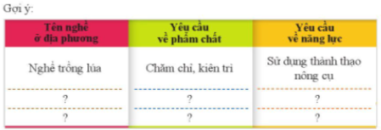 Gợi ý:
Tên nghề ở địa phương
Yêu cầu về phẩm chất
Yêu cầu về năng lực
Nghề trồng lúa
Chăm chỉ, kiên trì
Sử dụng thành thạo nông cụ
? ? ?
? ? ?